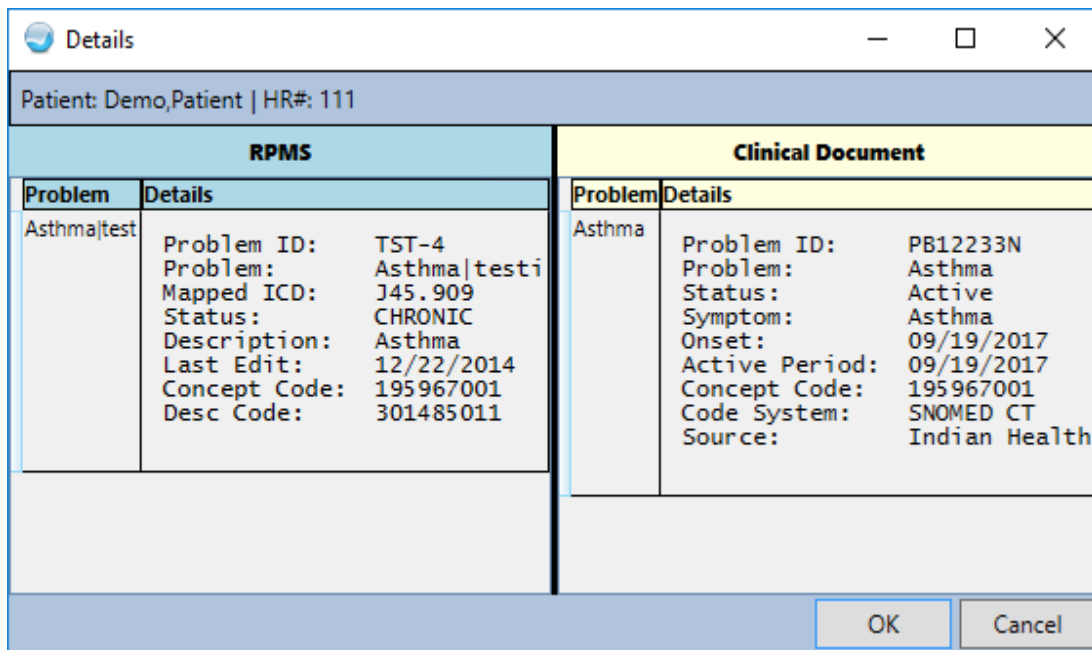 Details
Patient: Demo,Patient | HR#: 111
RPMS
Problem Details
Asthma|test
Problem ID: TST-4
Problem: Asthma|testi
Mapped ICD: J45.909
Status: CHRONIC
Description: Asthma
Last Edit: 12/22/2014
Concept Code: 195967001
Desc Code: 301485011
Clinical Document
Problem Details
Asthma
Problem ID: PB12233N
Problem: Asthma
Status: Active
Symptom: Asthma
Onset: 09/19/2017
Active Period: 09/19/2017
Concept Code: 195967001
Code System: SNOMED CT
Source: Indian Health
OK Cancel